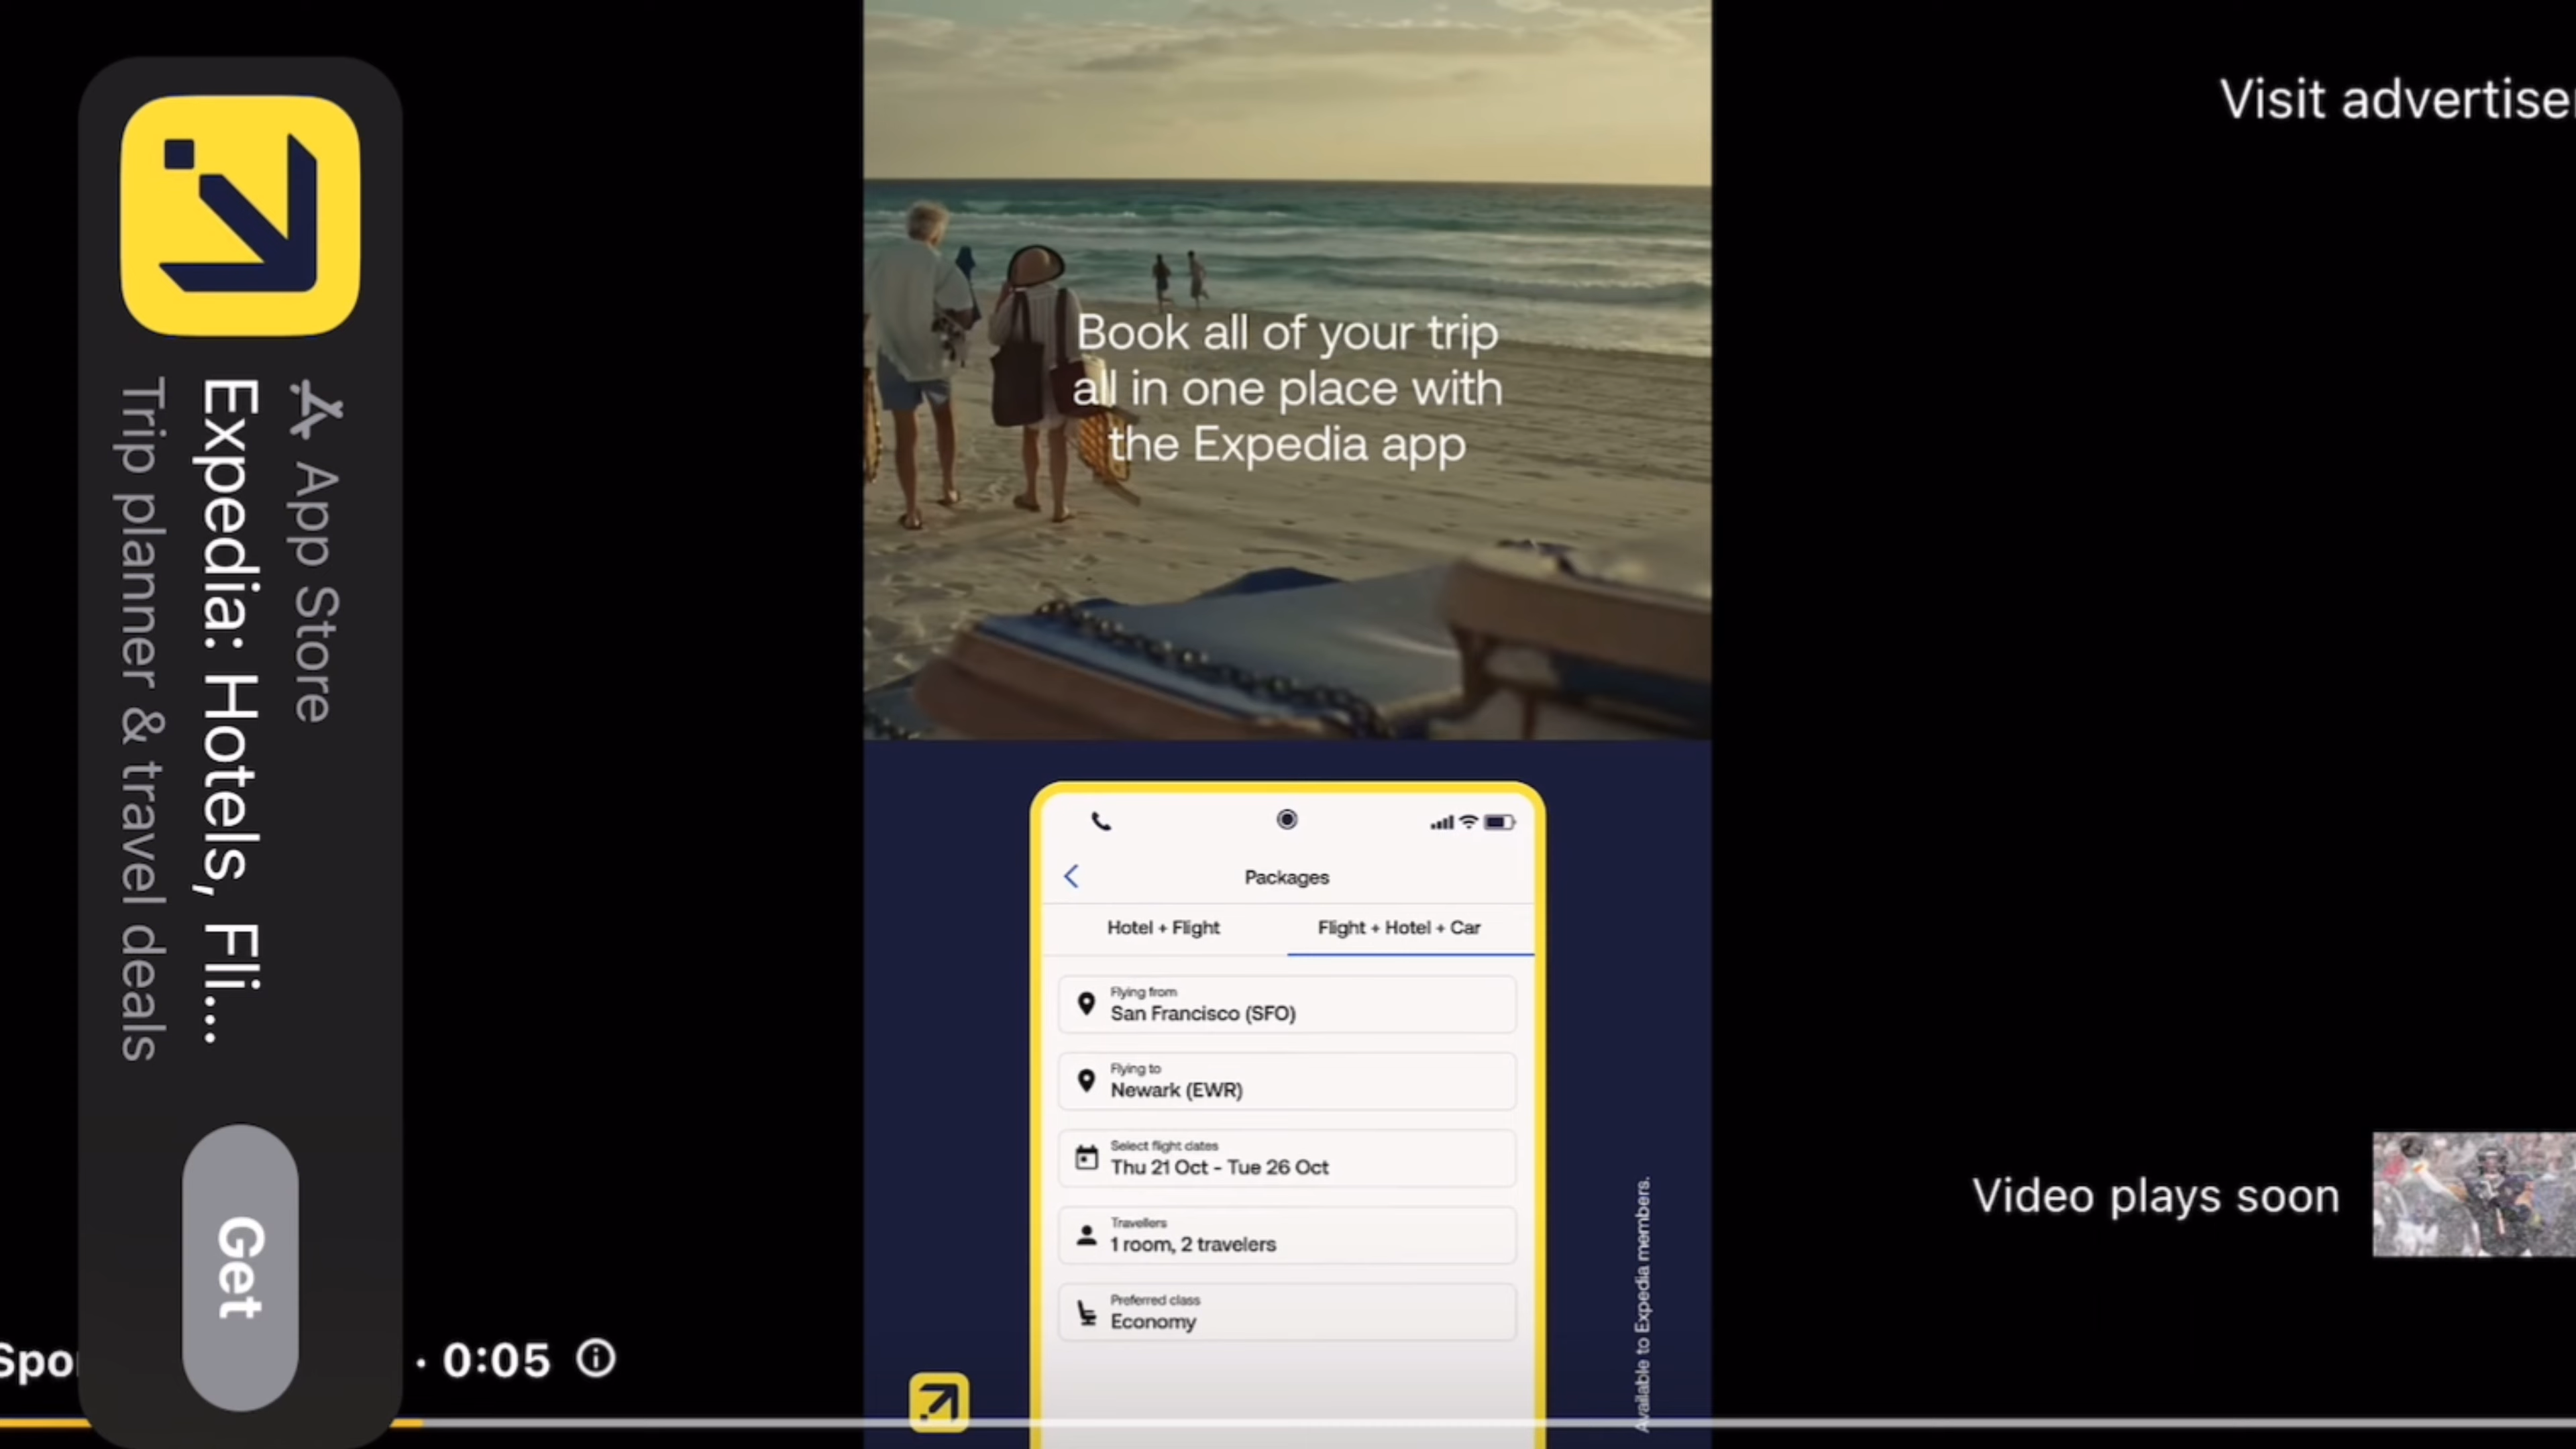 App Store
Expedia: Hotels, Fli...
Trip planner & travel deals
Get
Visit advertiser
Book all of your trip
all in one place with
the Expedia app
Packages
Hotel + Flight
Flight + Hotel + Car
Flying from
San Francisco (SFO)
Flying to
Newark (EWR)
Select flight dates
Thu 21 Oct - Tue 26 Oct
Travellers
1 room, 2 travelers
Preferred class
Economy
Available to Expedia members.
Video plays soon
Spo
· 0:05